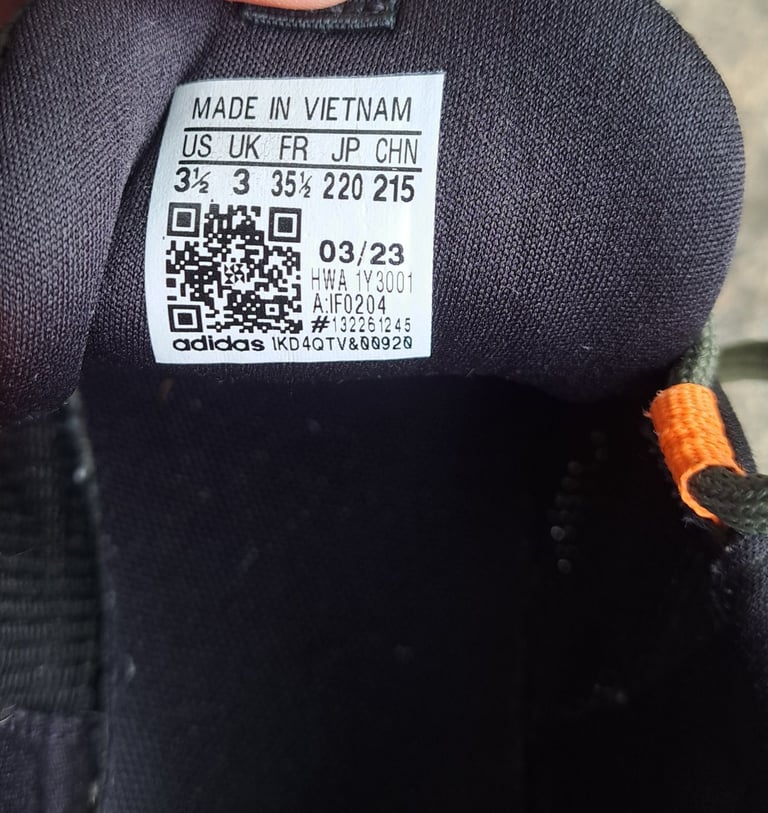 MADE IN VIETNAM
US UK FR JP CHN
3½ 3 35½ 220 215
03/23
HWA 1Y3001
A:IF0204
#132261245
adidas 1KD4QTV&00920